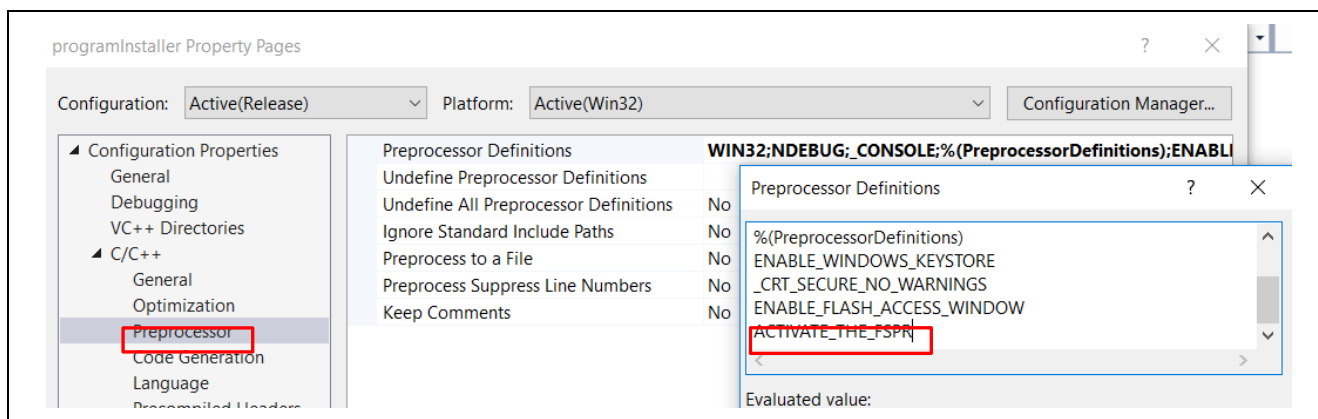 programInstaller Property Pages ? ×
Configuration: Active(Release) Platform: Active(Win32) Configuration Manager...
Configuration Properties
General
Debugging
VC++ Directories
C/C++
General
Optimization
Preprocessor
Code Generation
Language
Precompiled Headers
Preprocessor Definitions WIN32;NDEBUG;_CONSOLE;%(PreprocessorDefinitions);ENABL
Undefine Preprocessor Definitions
Undefine All Preprocessor Definitions No
Ignore Standard Include Paths No
Preprocess to a File No
Preprocess Suppress Line Numbers No
Keep Comments No
Preprocessor Definitions ? ×
%(PreprocessorDefinitions)
ENABLE_WINDOWS_KEYSTORE
_CRT_SECURE_NO_WARNINGS
ENABLE_FLASH_ACCESS_WINDOW
ACTIVATE_THE_FSPR
Evaluated value: